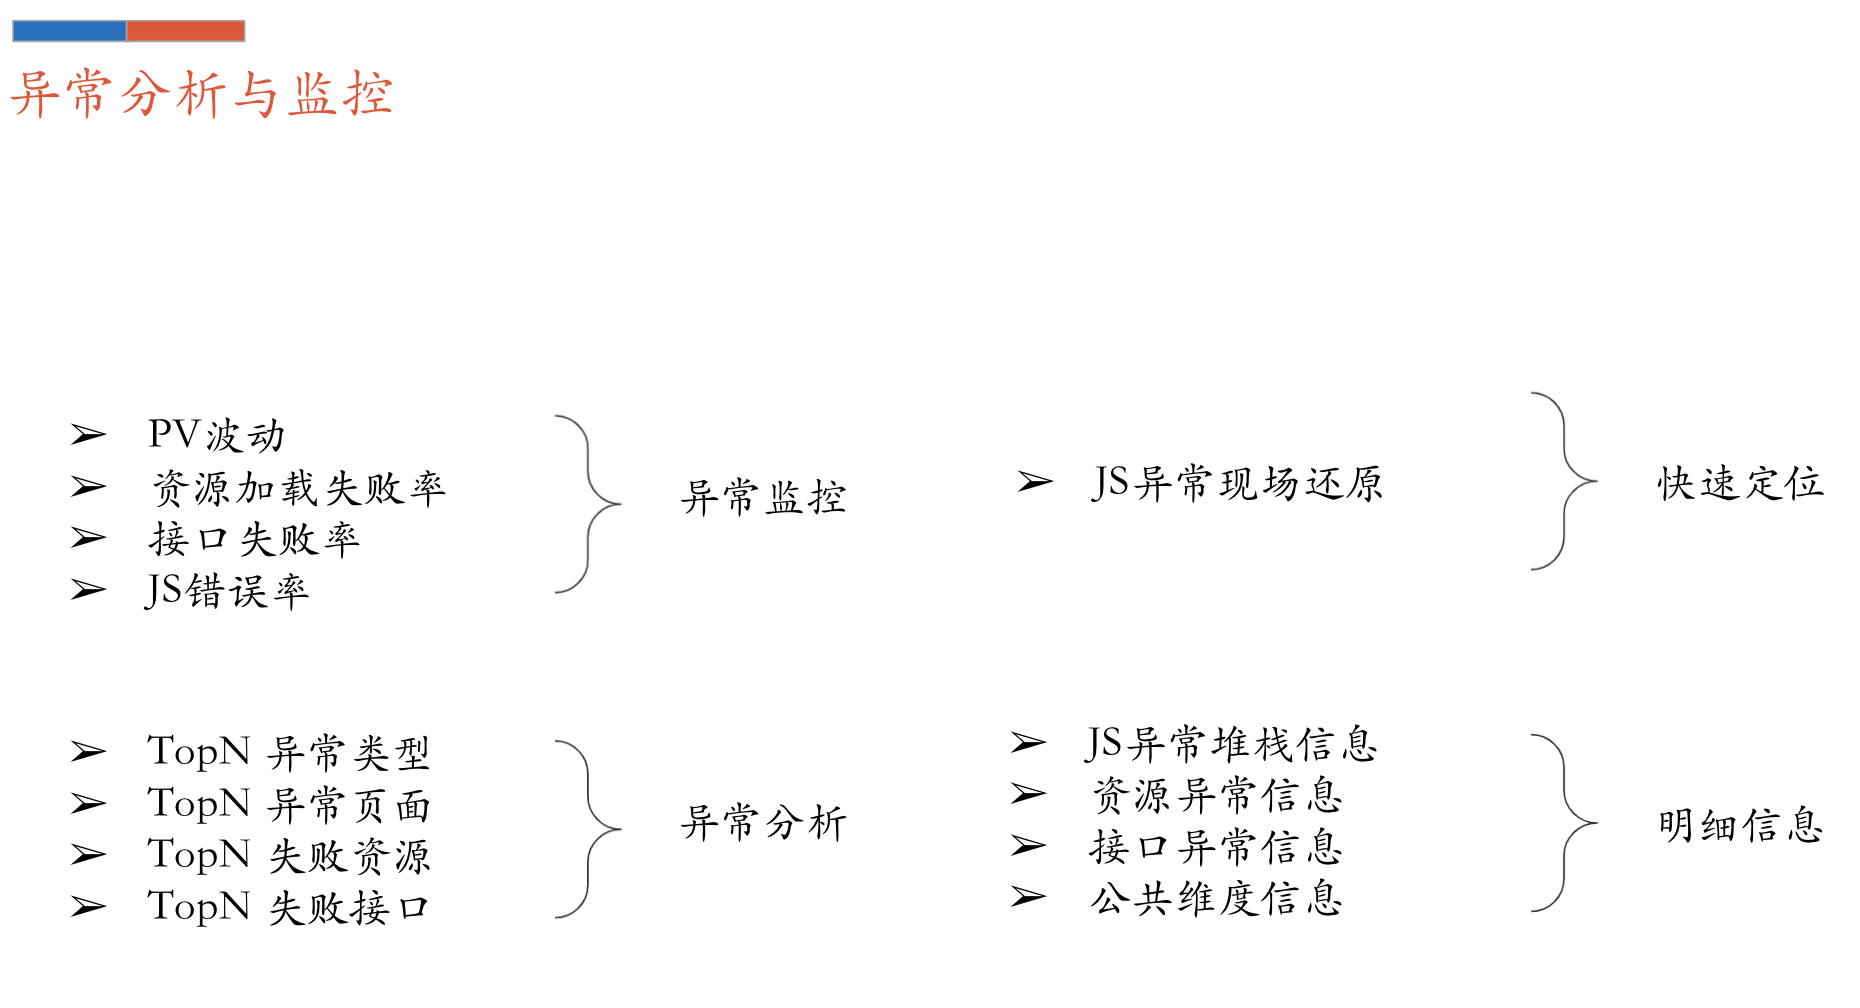 异常分析与监控
PV波动
资源加载失败率
接口失败率
JS错误率
异常监控
JS异常现场还原
快速定位
TopN 异常类型
TopN 异常页面
TopN 失败资源
TopN 失败接口
异常分析
JS异常堆栈信息
资源异常信息
接口异常信息
公共维度信息
明细信息